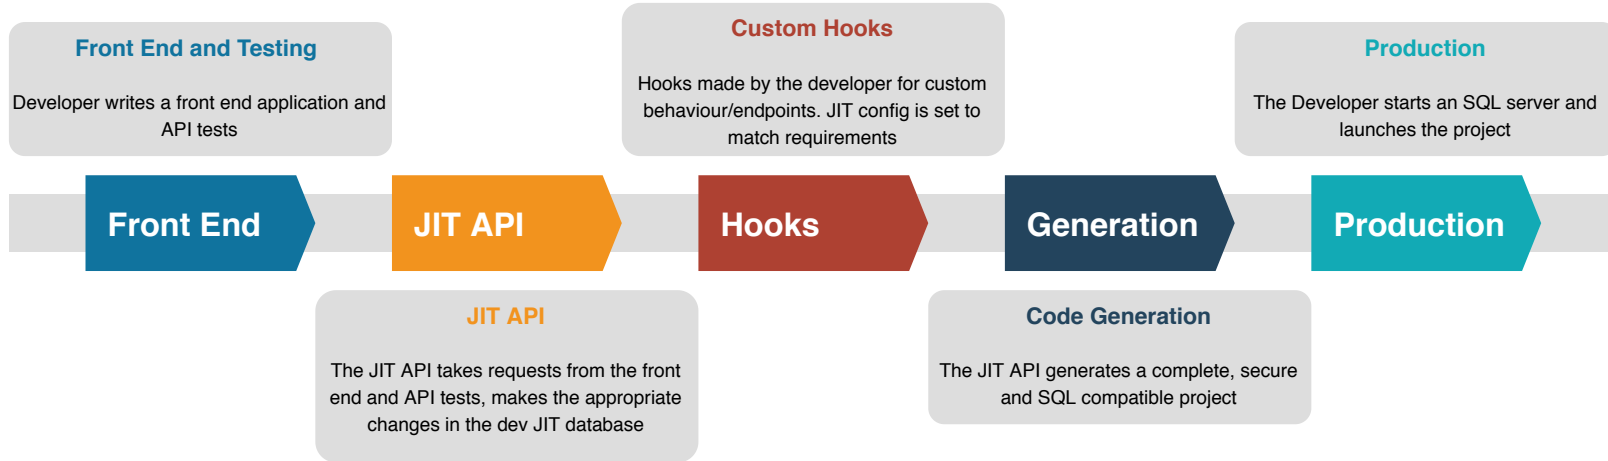 Front End and Testing
Developer writes a front end application and
API tests
Custom Hooks
Hooks made by the developer for custom
behaviour/endpoints. JIT config is set to
match requirements
Production
The Developer starts an SQL server and
launches the project
Front End
JIT API
Hooks
Generation
Production
JIT API
The JIT API takes requests from the front
end and API tests, makes the appropriate
changes in the dev JIT database
Code Generation
The JIT API generates a complete, secure
and SQL compatible project